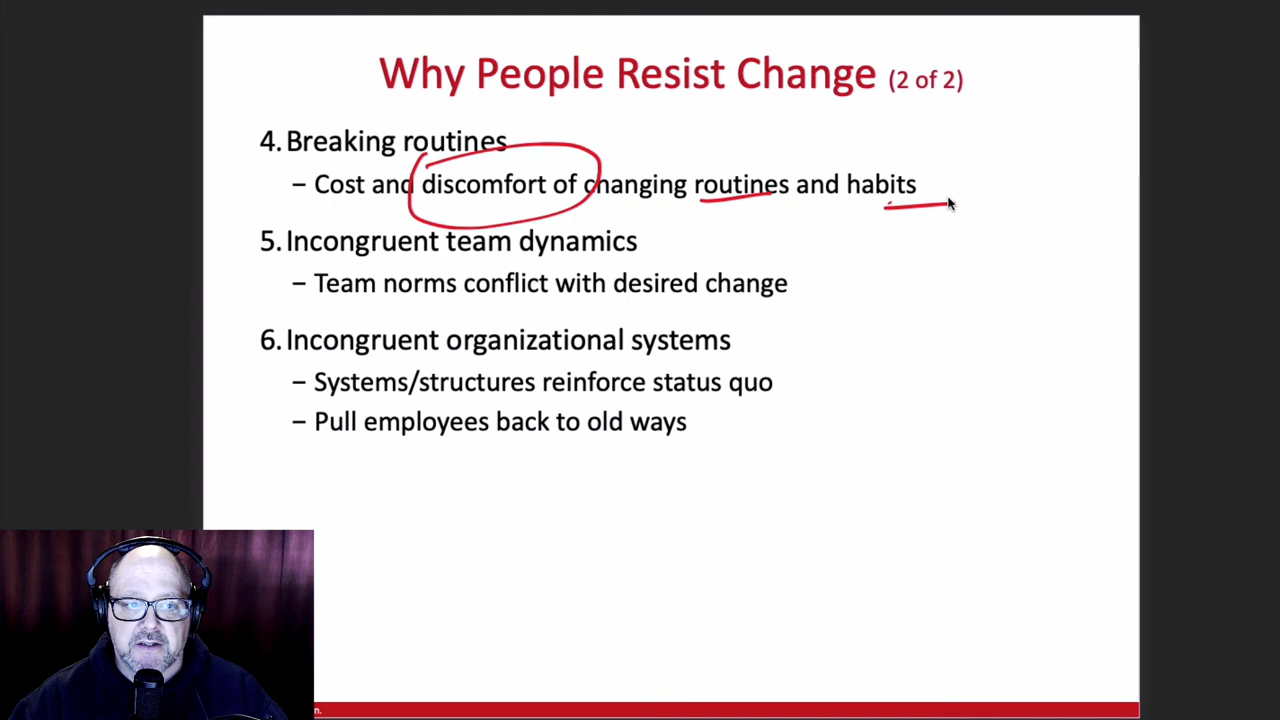 Why People Resist Change (2 of 2)
4. Breaking routines
– Cost and discomfort of changing routines and habits
5. Incongruent team dynamics
– Team norms conflict with desired change
6. Incongruent organizational systems
– Systems/structures reinforce status quo
– Pull employees back to old ways
n.